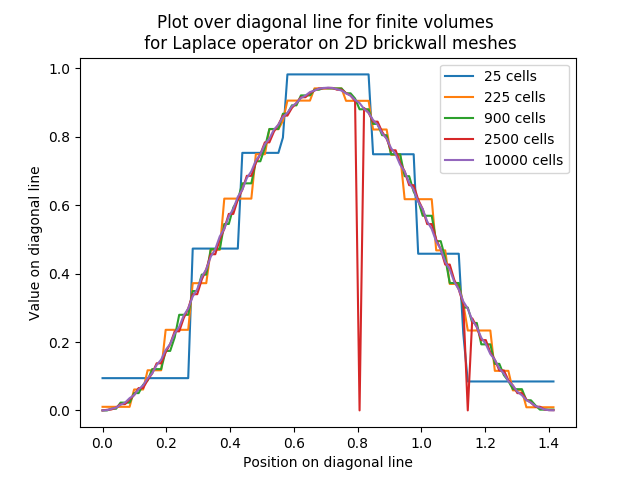 Plot over diagonal line for finite volumes
for Laplace operator on 2D brickwall meshes
25 cells
225 cells
900 cells
2500 cells
10000 cells
Value on diagonal line
1.0
0.8
0.6
0.4
0.2
0.0
0.0 0.2 0.4 0.6 0.8 1.0 1.2 1.4
Position on diagonal line